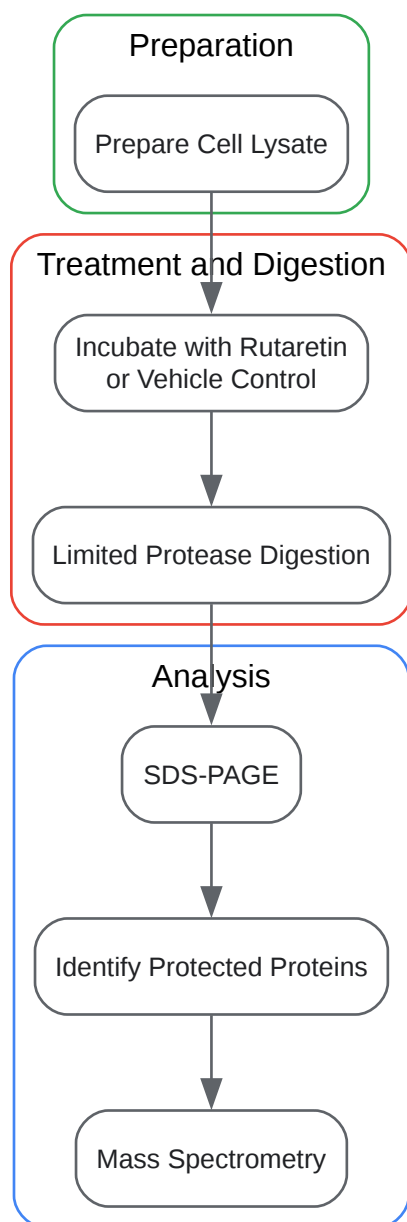 Preparation
Prepare Cell Lysate
Treatment and Digestion
Incubate with Rutaretin
or Vehicle Control
Limited Protease Digestion
Analysis
SDS-PAGE
Identify Protected Proteins
Mass Spectrometry